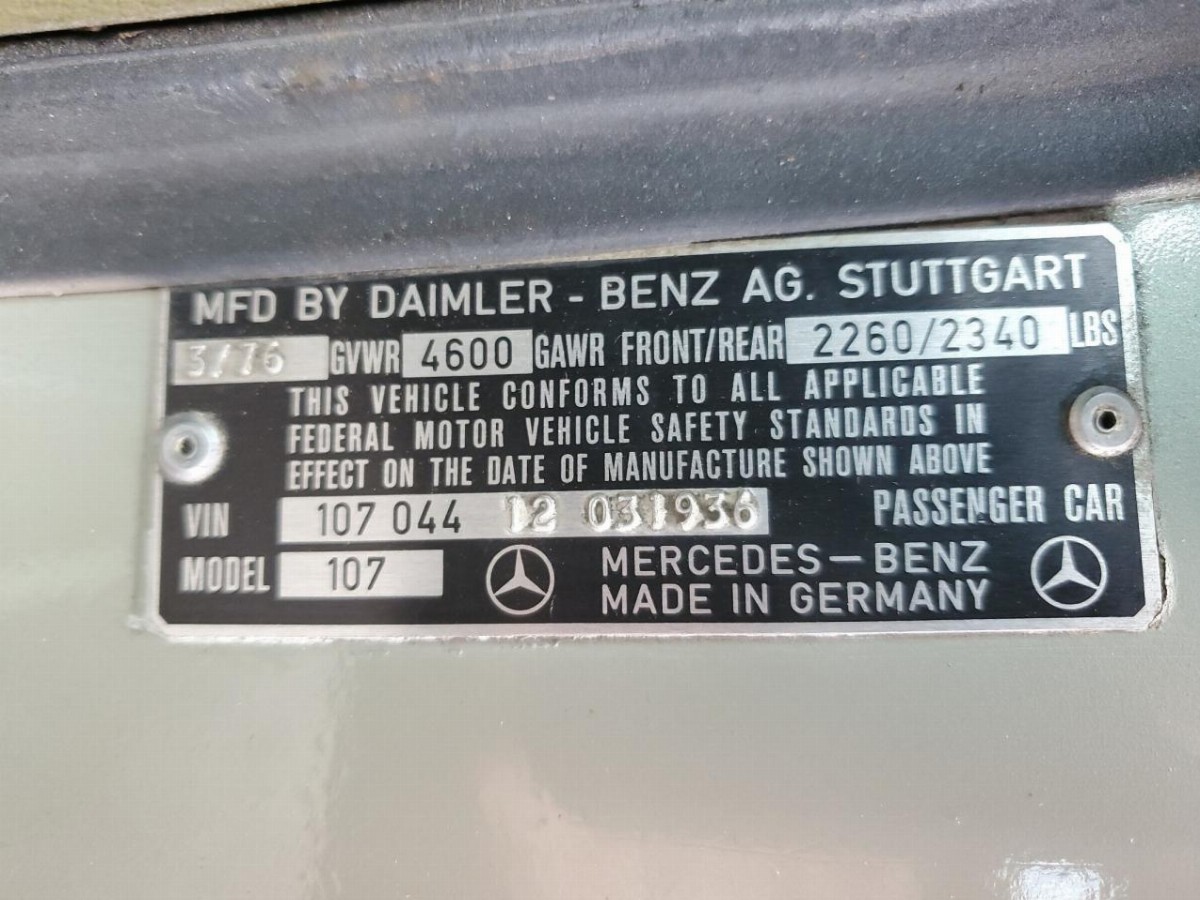 MFD BY DAIMLER - BENZ AG. STUTTGART
3/76 GVWR 4600 GAWR FRONT/REAR 2260/2340 LBS
THIS VEHICLE CONFORMS TO ALL APPLICABLE
FEDERAL MOTOR VEHICLE SAFETY STANDARDS IN
EFFECT ON THE DATE OF MANUFACTURE SHOWN ABOVE
VIN 107 044 12 031936 PASSENGER CAR
MODEL 107 MERCEDES – BENZ
MADE IN GERMANY